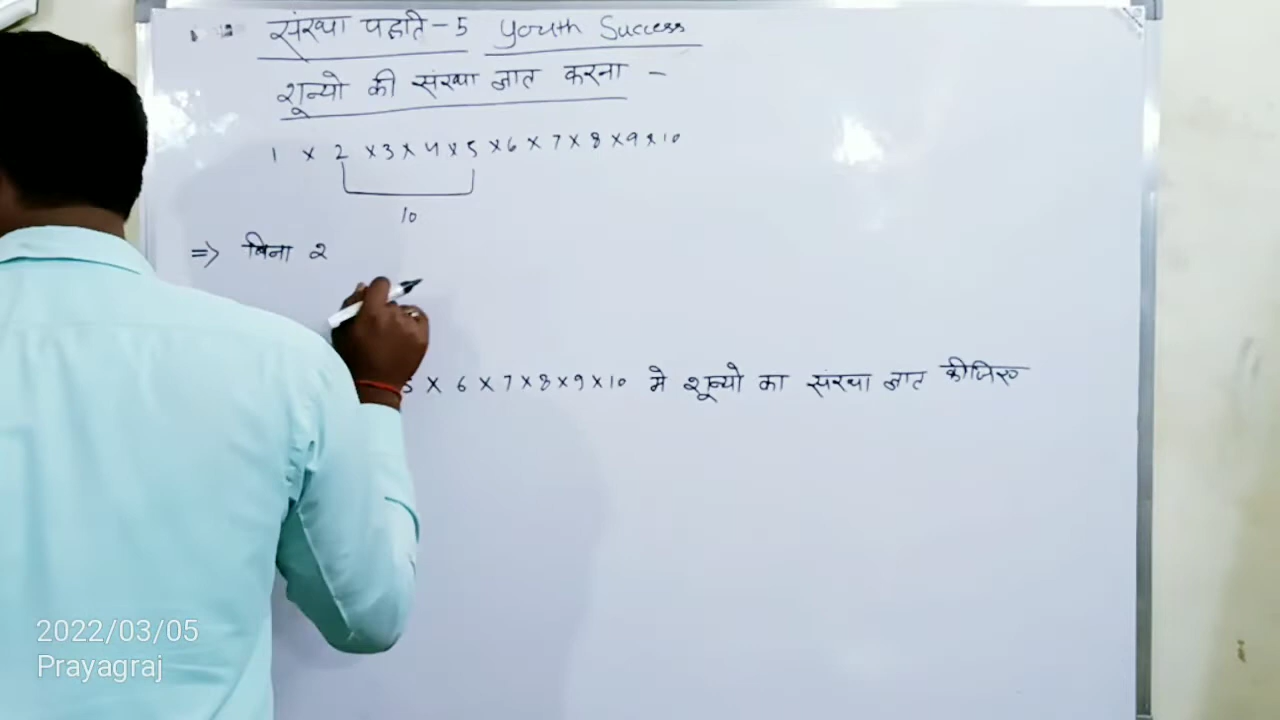 संख्या पद्धति - 5 Youth Success
शून्यो की संख्या ज्ञात करना -
1 × 2 × 3 × 4 × 5 × 6 × 7 × 8 × 9 × 10
10
=> बिना 2
5 × 6 × 7 × 8 × 9 × 10 मे शून्यो का संख्या ज्ञात कीजिए
2022/03/05
Prayagraj